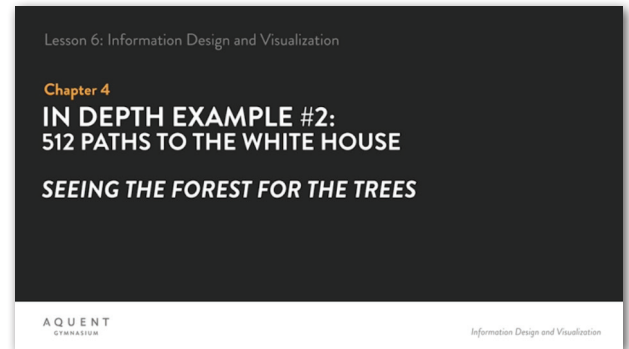 Lesson 6: Information Design and Visualization
Chapter 4
IN DEPTH EXAMPLE #2:
512 PATHS TO THE WHITE HOUSE
SEEING THE FOREST FOR THE TREES
AQUENT
GYMNASIUM
Information Design and Visualization